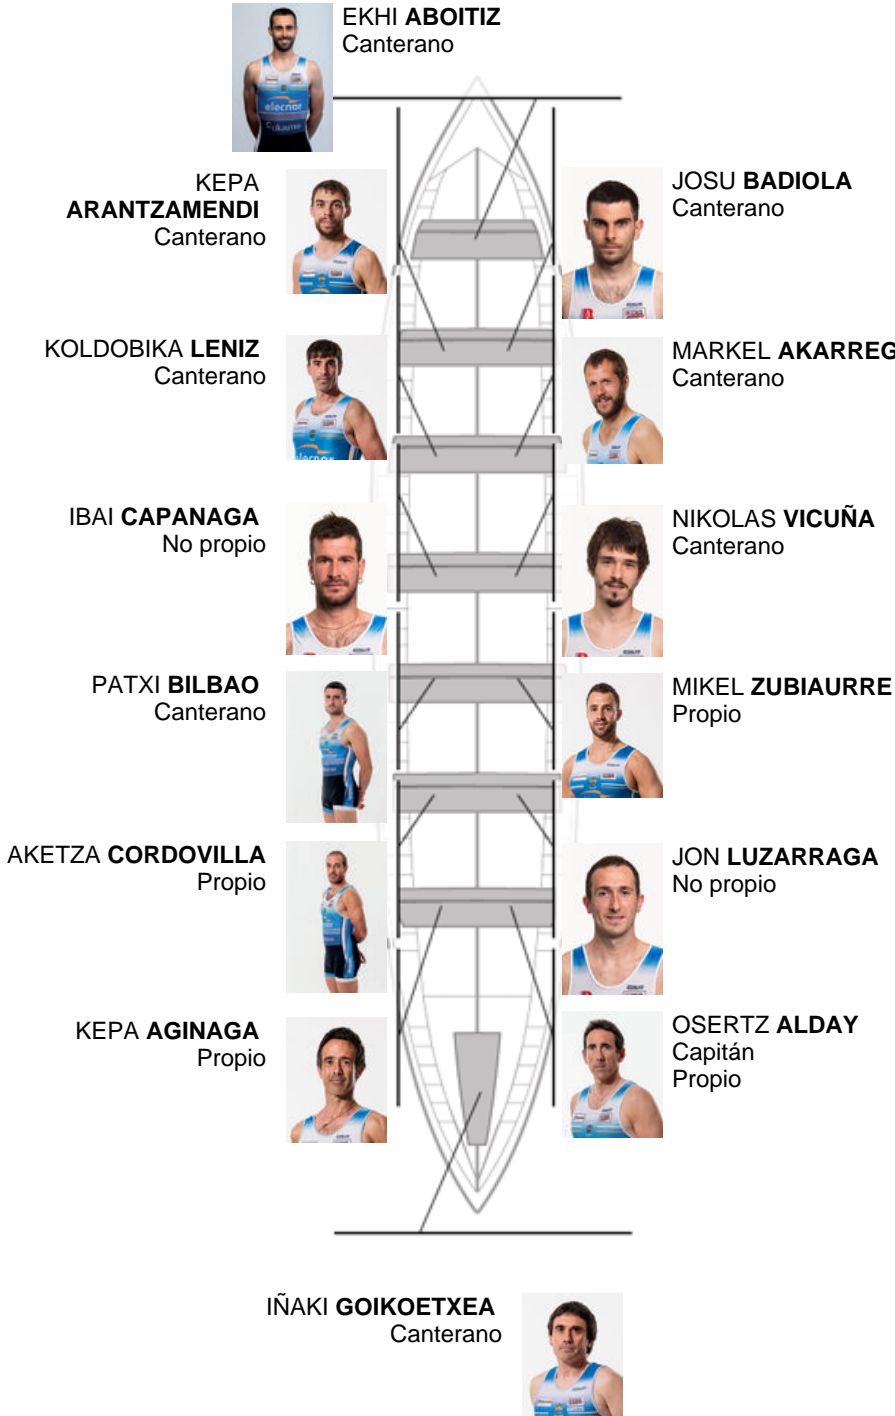 EKHI ABOITIZ
Canterano
KEPA
ARANTZAMENDI
Canterano
JOSU BADIOLA
Canterano
KOLDOBIKA LENIZ
Canterano
MARKEL AKARREG
Canterano
IBAI CAPANAGA
No propio
NIKOLAS VICUÑA
Canterano
PATXI BILBAO
Canterano
MIKEL ZUBIAURRE
Propio
AKETZA CORDOVILLA
Propio
JON LUZARRAGA
No propio
KEPA AGINAGA
Propio
OSERTZ ALDAY
Capitán
Propio
IÑAKI GOIKOETXEA
Canterano
elecnor
elecnor